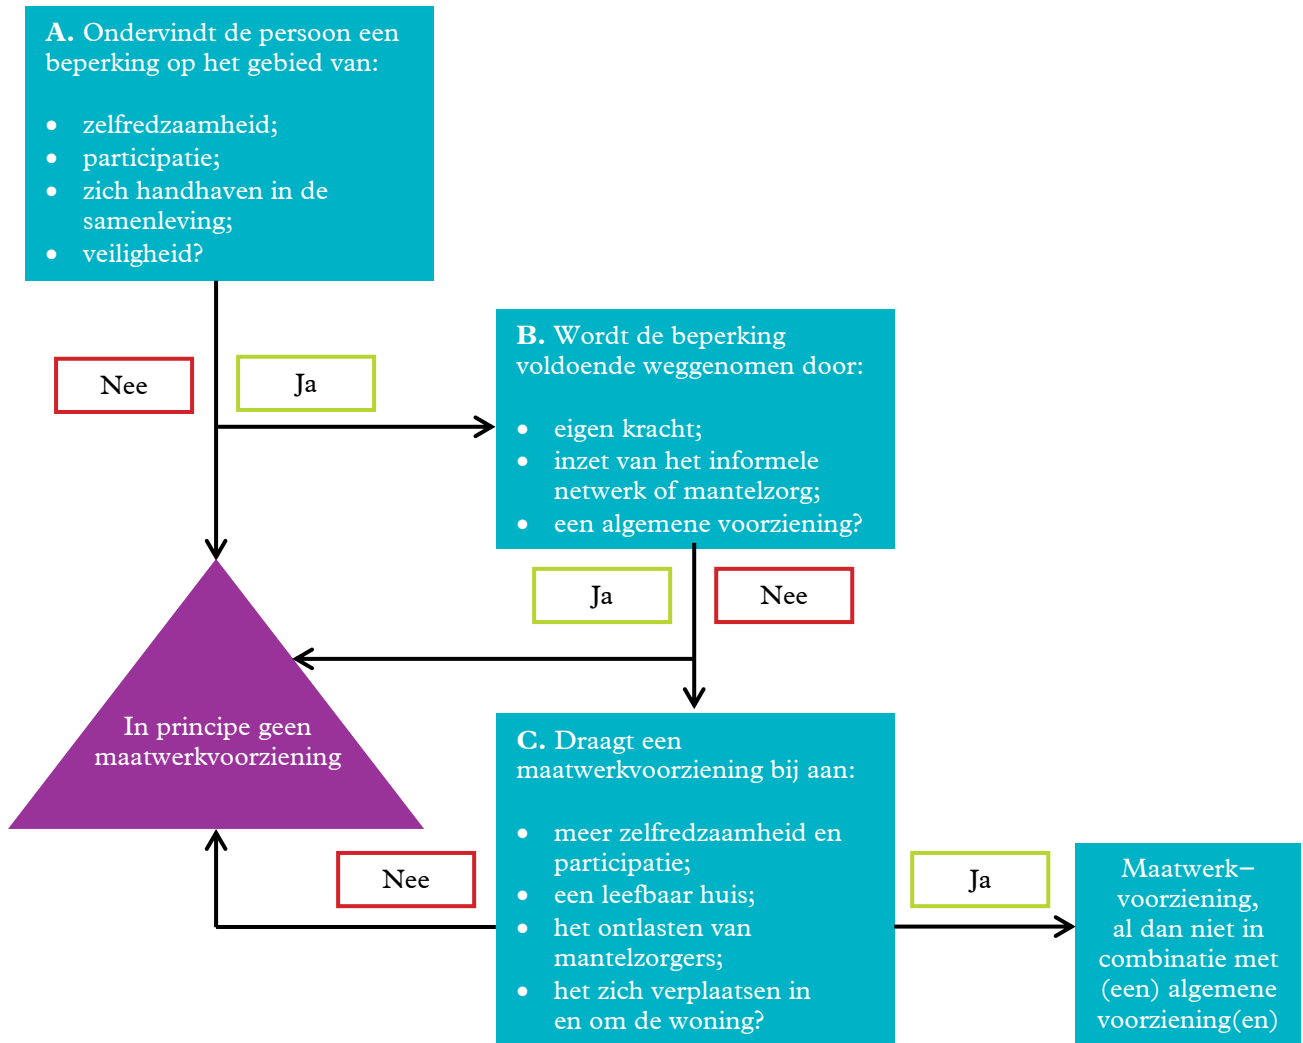 A. Ondervindt de persoon een
beperking op het gebied van:
• zelfredzaamheid;
• participatie;
• zich handhaven in de
samenleving;
• veiligheid?
Nee
Ja
B. Wordt de beperking
voldoende weggenomen door:
• eigen kracht;
• inzet van het informele
netwerk of mantelzorg;
• een algemene voorziening?
Ja
Nee
In principe geen
maatwerkvoorziening
C. Draagt een
maatwerkvoorziening bij aan:
• meer zelfredzaamheid en
participatie;
• een leefbaar huis;
• het ontlasten van
mantelzorgers;
• het zich verplaatsen in
en om de woning?
Nee
Ja
Maatwerk–
voorziening,
al dan niet in
combinatie met
(een) algemene
voorziening(en)